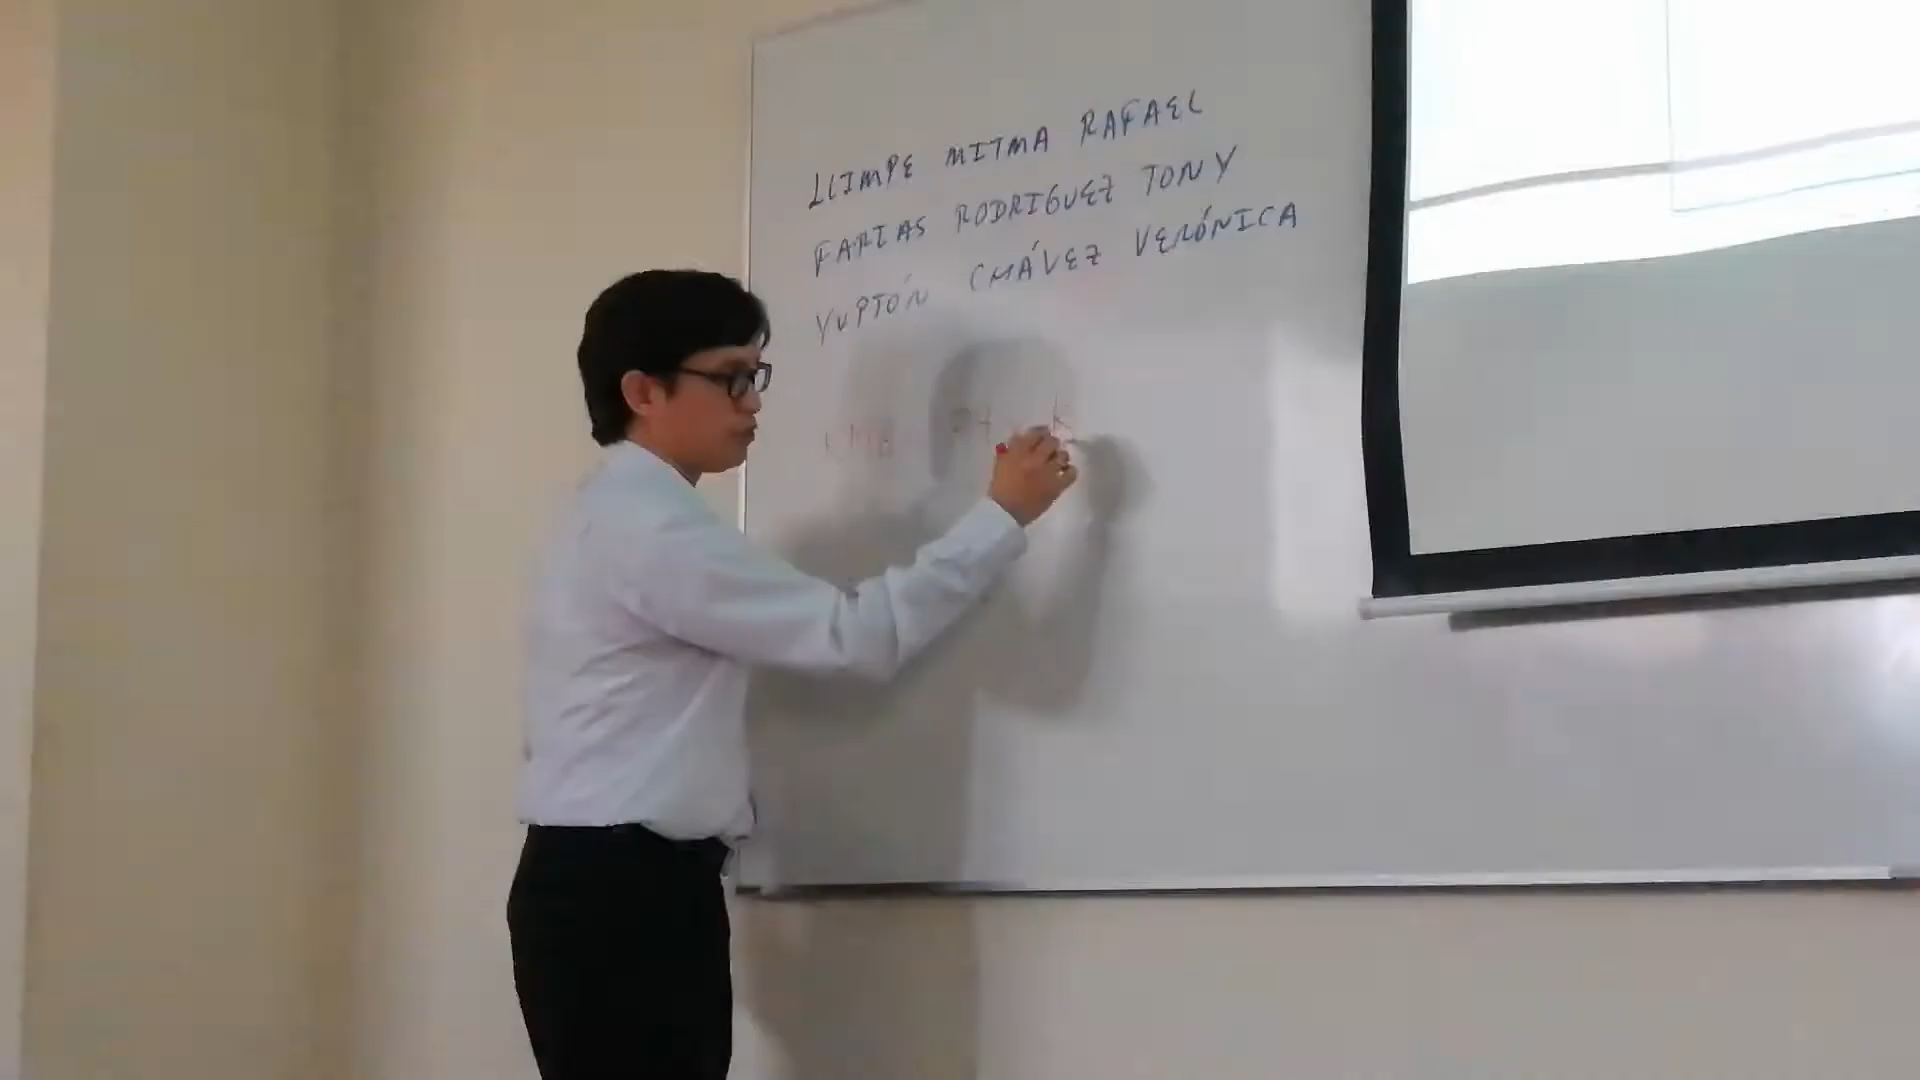 LLIMPE MITMA RAFAEL
FARIAS RODRIGUEZ TONY
YUPTÓN CHÁVEZ VERÓNICA